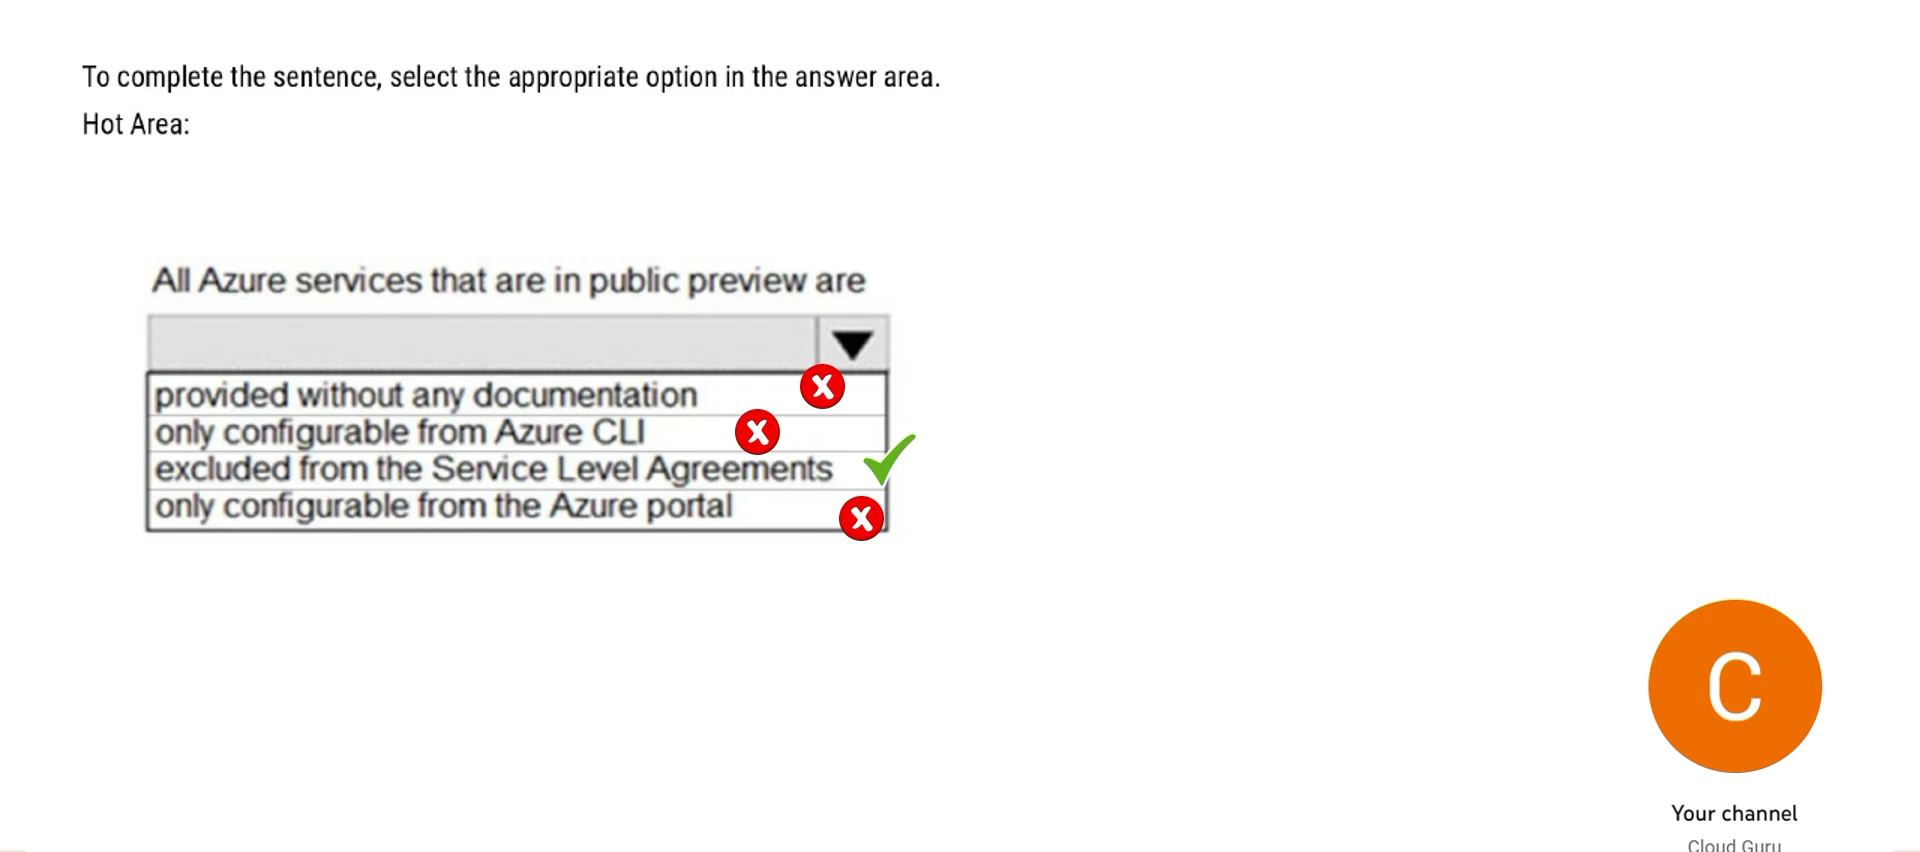 To complete the sentence, select the appropriate option in the answer area.
Hot Area:
All Azure services that are in public preview are
provided without any documentation
only configurable from Azure CLI
excluded from the Service Level Agreements
only configurable from the Azure portal
C
Your channel
Cloud Guru